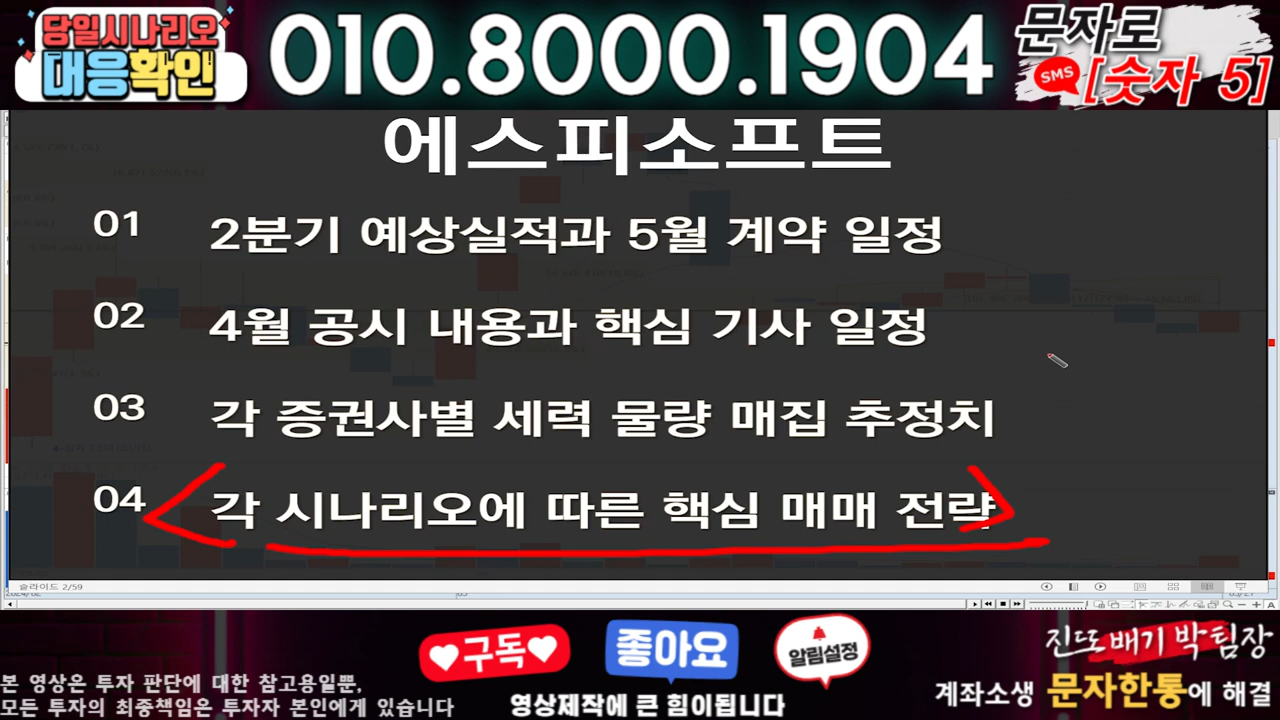 당일시나리오
대응확인
010.8000.1904
문자로
SMS
[숫자 5]
에스피소프트
01 2분기 예상실적과 5월 계약 일정
02 4월 공시 내용과 핵심 기사 일정
03 각 증권사별 세력 물량 매집 추정치
04 각 시나리오에 따른 핵심 매매 전략
슬라이드 2/59
구독
좋아요
알림설정
영상제작에 큰 힘이됩니다
본 영상은 투자 판단에 대한 참고용일뿐,
모든 투자의 최종책임은 투자자 본인에게 있습니다
진또배기 박팀장
계좌소생 문자한통에 해결